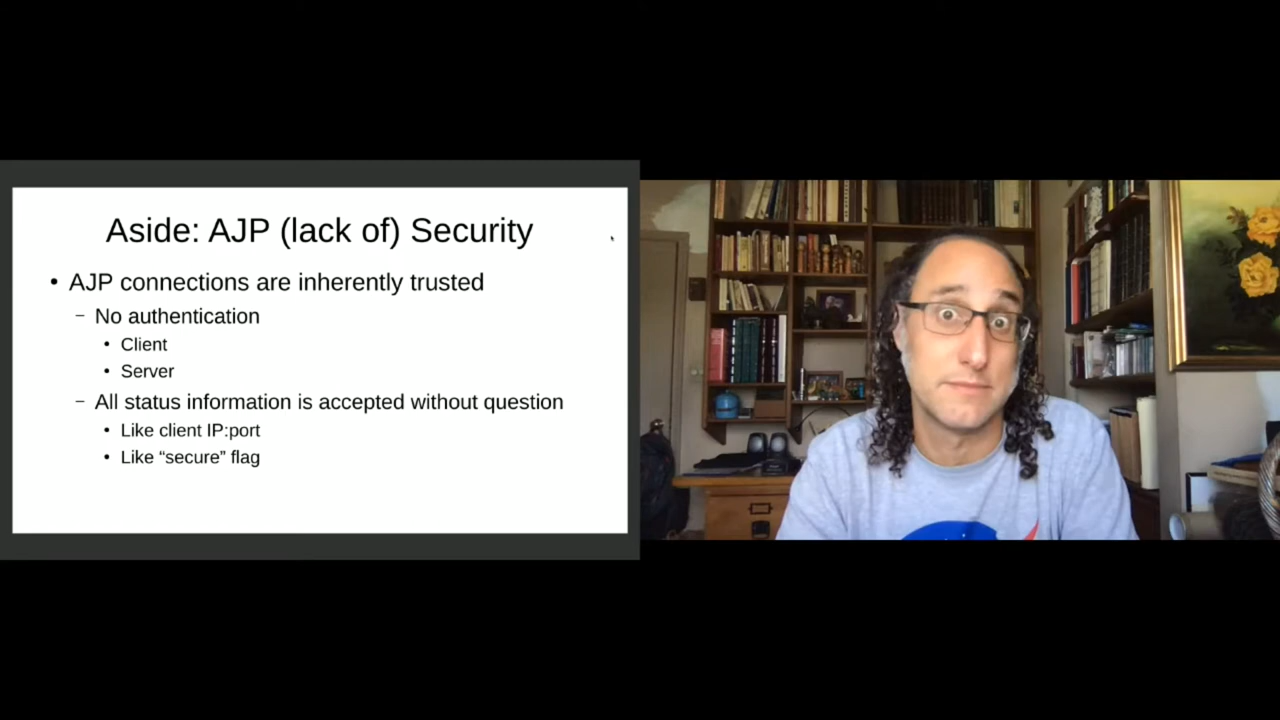 Aside: AJP (lack of) Security
• AJP connections are inherently trusted
– No authentication
• Client
• Server
– All status information is accepted without question
• Like client IP:port
• Like “secure” flag